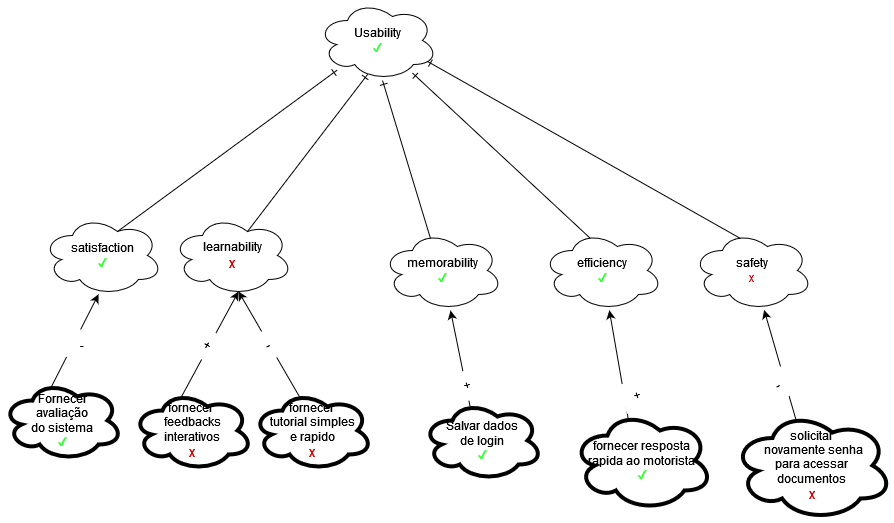 Usability
✓
satisfaction
✓
learnability
X
memorability
✓
efficiency
✓
safety
X
-
+
-
+
+
-
Fornecer
avaliação
do sistema
✓
fornecer
feedbacks
interativos
X
fornecer
tutorial simples
e rapido
X
Salvar dados
de login
✓
fornecer resposta
rapida ao motorista
✓
solicitar
novamente senha
para acessar
documentos
X